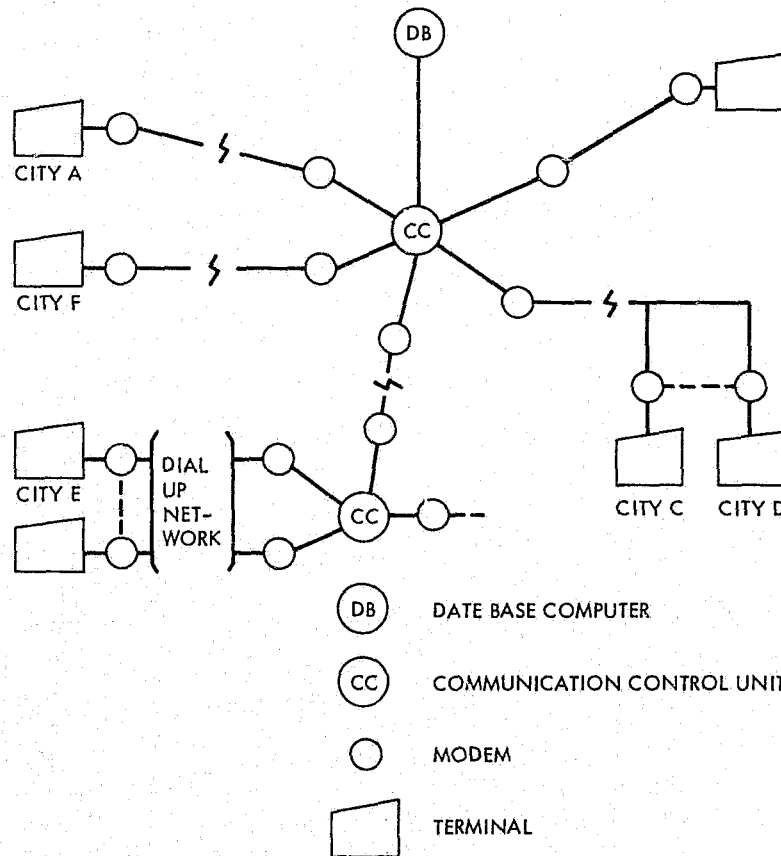 DB
CITY A
CC
CITY F
CITY E
DIAL
UP
NET-
WORK
CC
CITY C
CITY D
DB DATE BASE COMPUTER
CC COMMUNICATION CONTROL UNIT
MODEM
TERMINAL